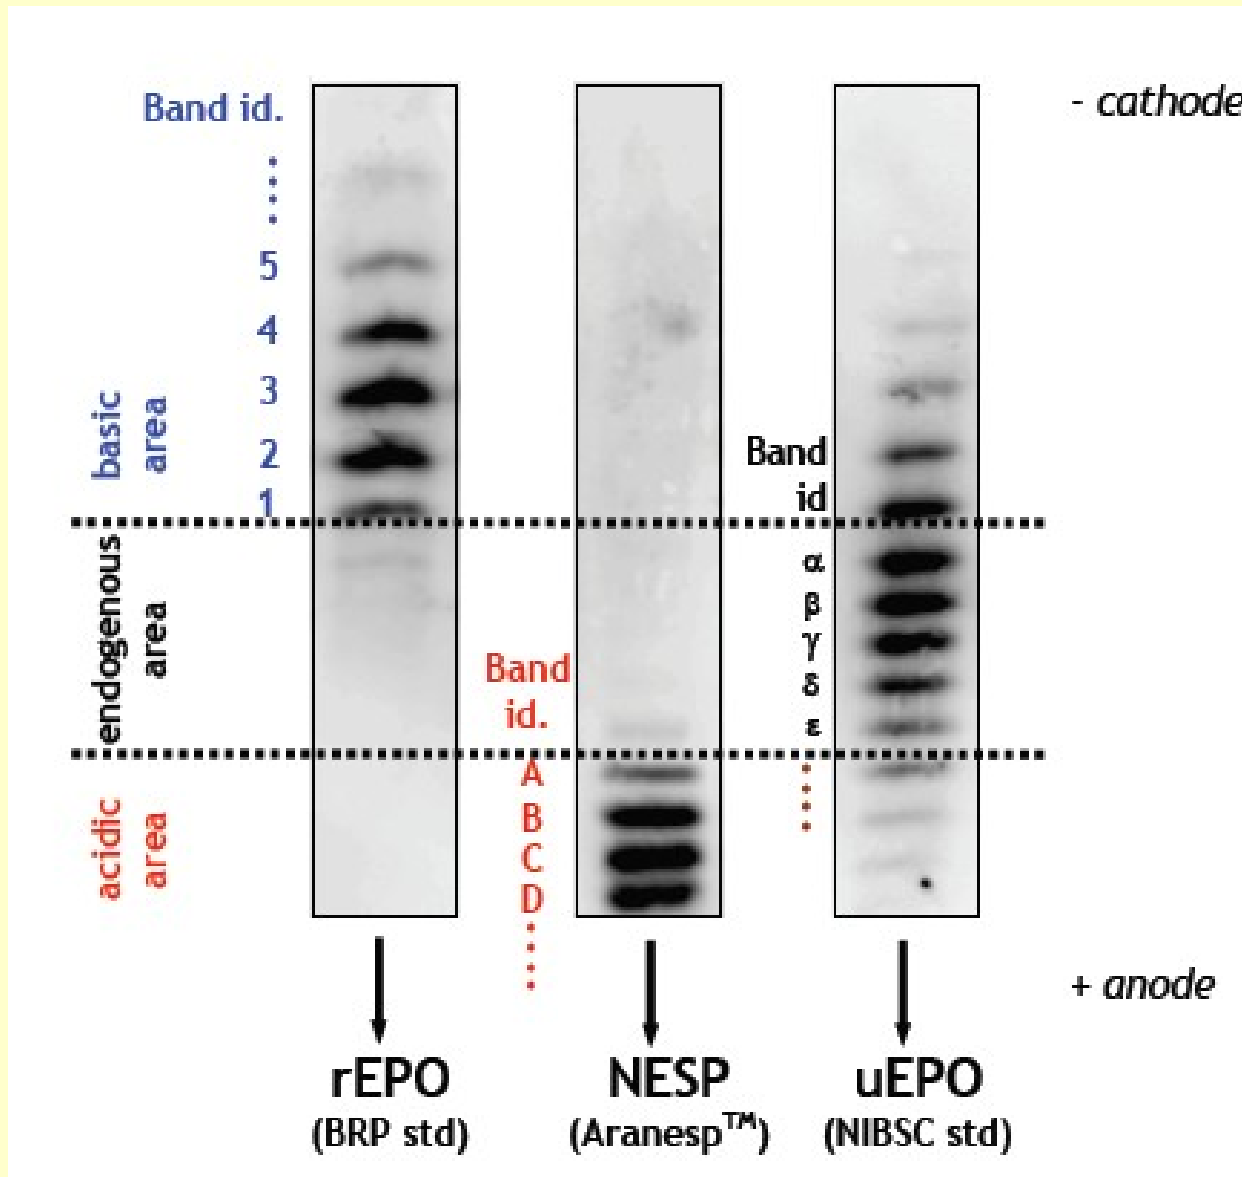 Band id.
- cathode
5
4
3
2
1
basic
area
Band
id
endogenous
area
α
β
γ
δ
ε
Band
id.
acidic
area
A
B
C
D
+ anode
rEPO
(BRP std)
NESP
(Aranesp™)
uEPO
(NIBSC std)